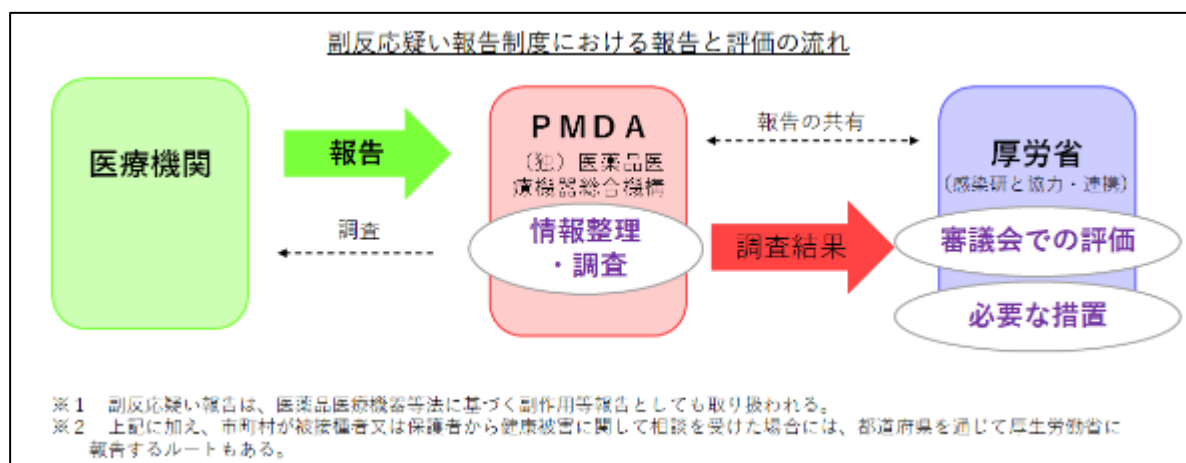 副反応疑い報告制度における報告と評価の流れ
医療機関
報告
調査
PMDA
（独）医薬品医
療機器総合機構
情報整理
・調査
報告の共有
調査結果
厚労省
（感染研と協力・連携）
審議会での評価
必要な措置
※１　副反応疑い報告は、医薬品医療機器等法に基づく副作用等報告としても取り扱われる。
※２　上記に加え、市町村が被接種者又は保護者から健康被害に関して相談を受けた場合には、都道府県を通じて厚生労働省に
報告するルートもある。